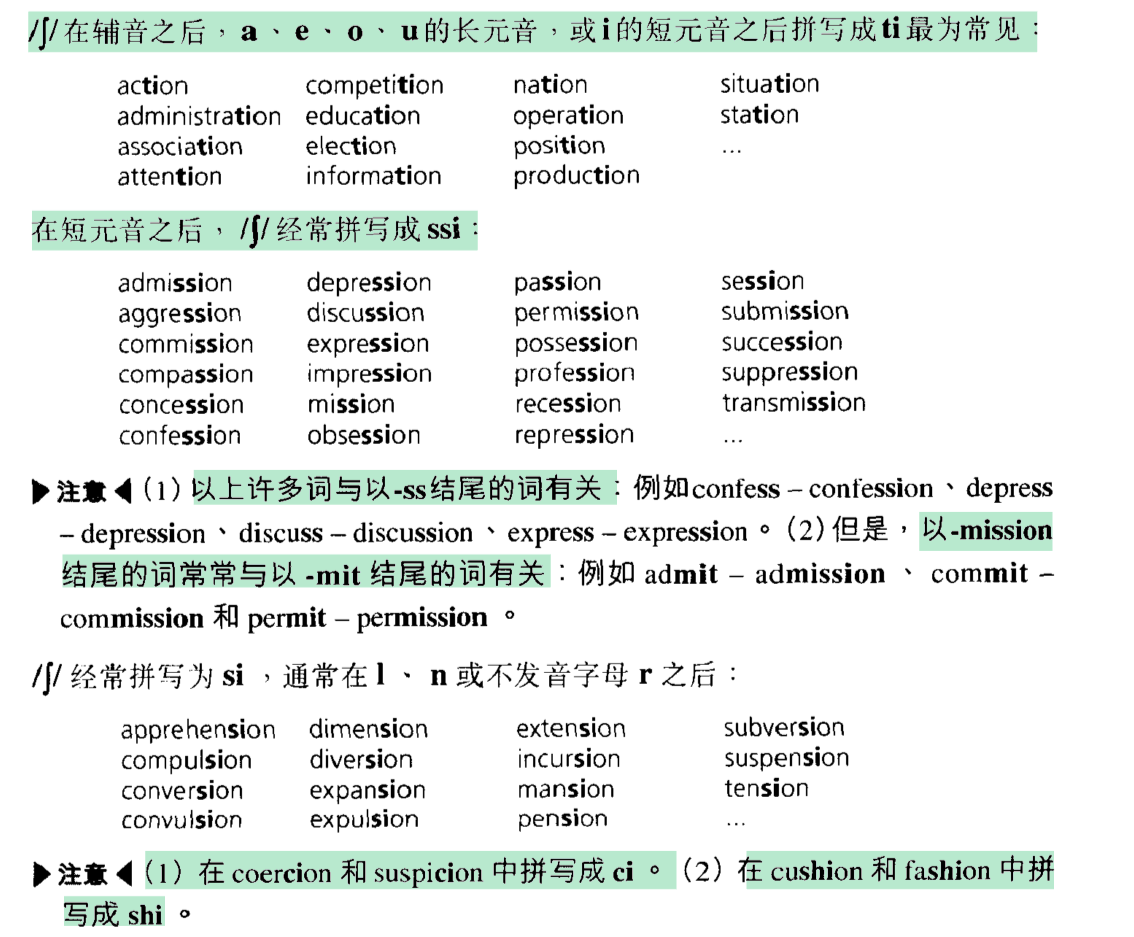 /ʃ/ 在辅音之后，a、e、o、u的长元音，或i的短元音之后拼写成ti最为常见：
action competition nation situation
administration education operation station
association election position ...
attention information production
在短元音之后，/ʃ/ 经常拼写成 ssi：
admission depression passion session
aggression discussion permission submission
commission expression possession succession
compassion impression profession suppression
concession mission recession transmission
confession obsession repression ...
▶注意◀（1）以上许多词与以-ss结尾的词有关：例如confess – confession、depress
– depression、discuss – discussion、express – expression。（2）但是，以-mission
结尾的词常常与以 -mit 结尾的词有关：例如 admit – admission、commit –
commission 和 permit – permission。
/ʃ/ 经常拼写为 si，通常在 l、n 或不发音字母 r 之后：
apprehension dimension extension subversion
compulsion diversion incursion suspension
conversion expansion mansion tension
convulsion expulsion pension ...
▶注意◀（1）在 coercion 和 suspicion 中拼写成 ci。（2）在 cushion 和 fashion 中拼
写成 shi。